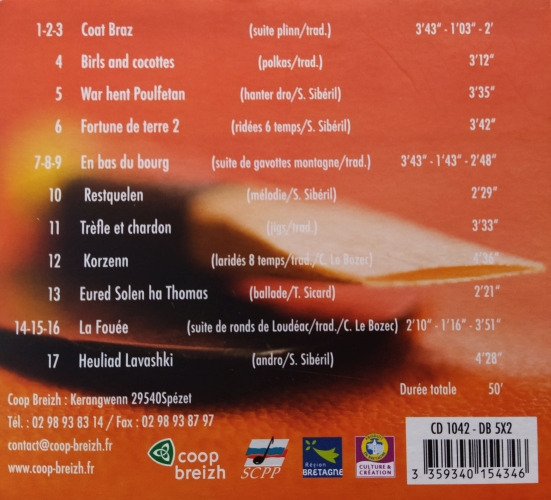 1-2-3 Coat Braz (suite plinn/trad.) 3'43" - 1'03" - 2'
4 Birls and cocottes (polkas/trad.) 3'12"
5 War hent Poulfetan (hanter dro/S. Sibéril) 3'35"
6 Fortune de terre 2 (ridées 6 temps/S. Sibéril) 3'42"
7-8-9 En bas du bourg (suite de gavottes montagne/trad.) 3'43" - 1'43" - 2'48"
10 Restquelen (mélodie/S. Sibéril) 2'29"
11 Trèfle et chardon (jigs/trad.) 3'33"
12 Korzenn (laridés 8 temps/trad./C. Le Bozec) 4'36"
13 Eured Solen ha Thomas (ballade/T. Sicard) 2'21"
14-15-16 La Fouée (suite de ronds de Loudéac/trad./C. Le Bozec) 2'10" - 1'16" - 3'51"
17 Heuliad Lavashki (andro/S. Sibéril) 4'28"
Durée totale 50'
Coop Breizh : Kerangwenn 29540Spézet
Tél. : 02 98 93 83 14 / Fax : 02 98 93 87 97
contact@coop-breizh.fr
www.coop-breizh.fr
coop breizh
SCPP
Région BRETAGNE
CULTURE & CRÉATION
CD 1042 - DB 5X2
3 359340 154346